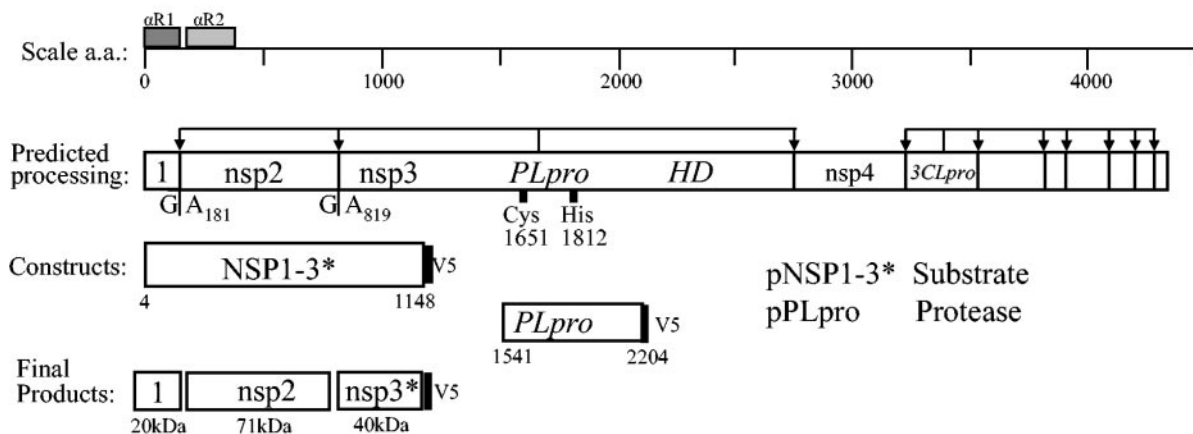 αR1 αR2
Scale a.a.:
0 1000 2000 3000 4000
Predicted processing:
1 nsp2 nsp3 PLpro HD nsp4 3CLpro
G A181 G A819
Cys 1651
His 1812
Constructs:
NSP1-3* V5
4 1148
pNSP1-3* Substrate
pPLpro Protease
PLpro V5
1541 2204
Final Products:
1 nsp2 nsp3* V5
20kDa 71kDa 40kDa